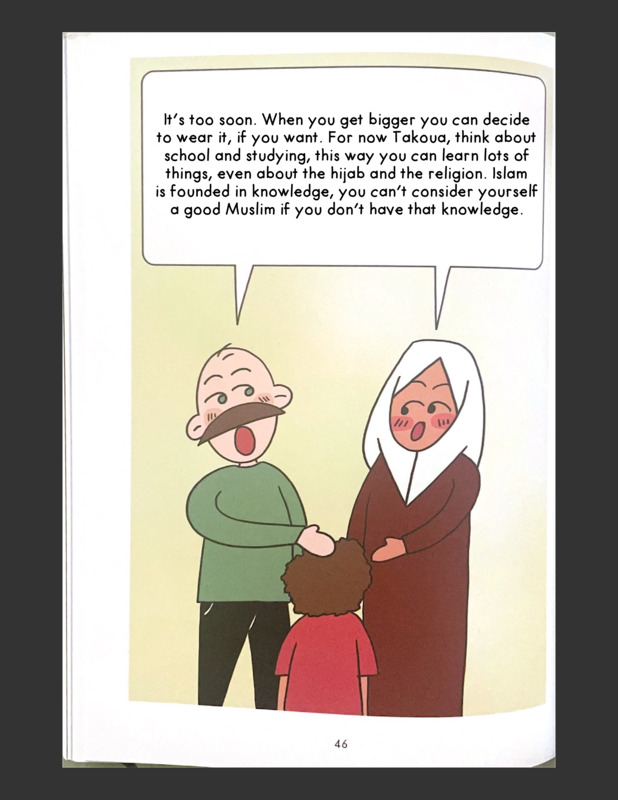 It's too soon. When you get bigger you can decide
to wear it, if you want. For now Takoua, think about
school and studying, this way you can learn lots of
things, even about the hijab and the religion. Islam
is founded in knowledge, you can't consider yourself
a good Muslim if you don't have that knowledge.
46